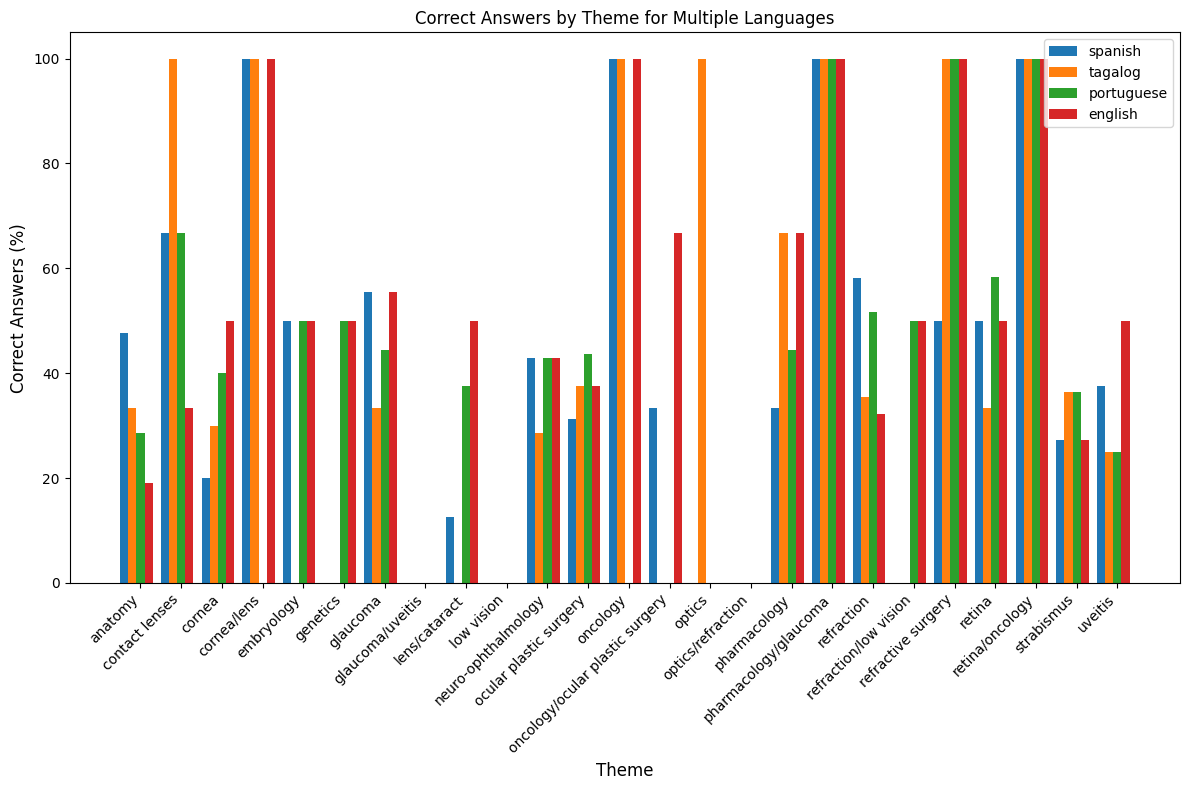 Correct Answers by Theme for Multiple Languages
spanish
tagalog
portuguese
english
Correct Answers (%)
100
80
60
40
20
0
anatomy
contact lenses
cornea
cornea/lens
embryology
genetics
glaucoma
glaucoma/uveitis
lens/cataract
low vision
neuro-ophthalmology
ocular plastic surgery
oncology
oncology/ocular plastic surgery
optics
optics/refraction
pharmacology
pharmacology/glaucoma
refraction
refraction/low vision
refractive surgery
retina
retina/oncology
strabismus
uveitis
Theme